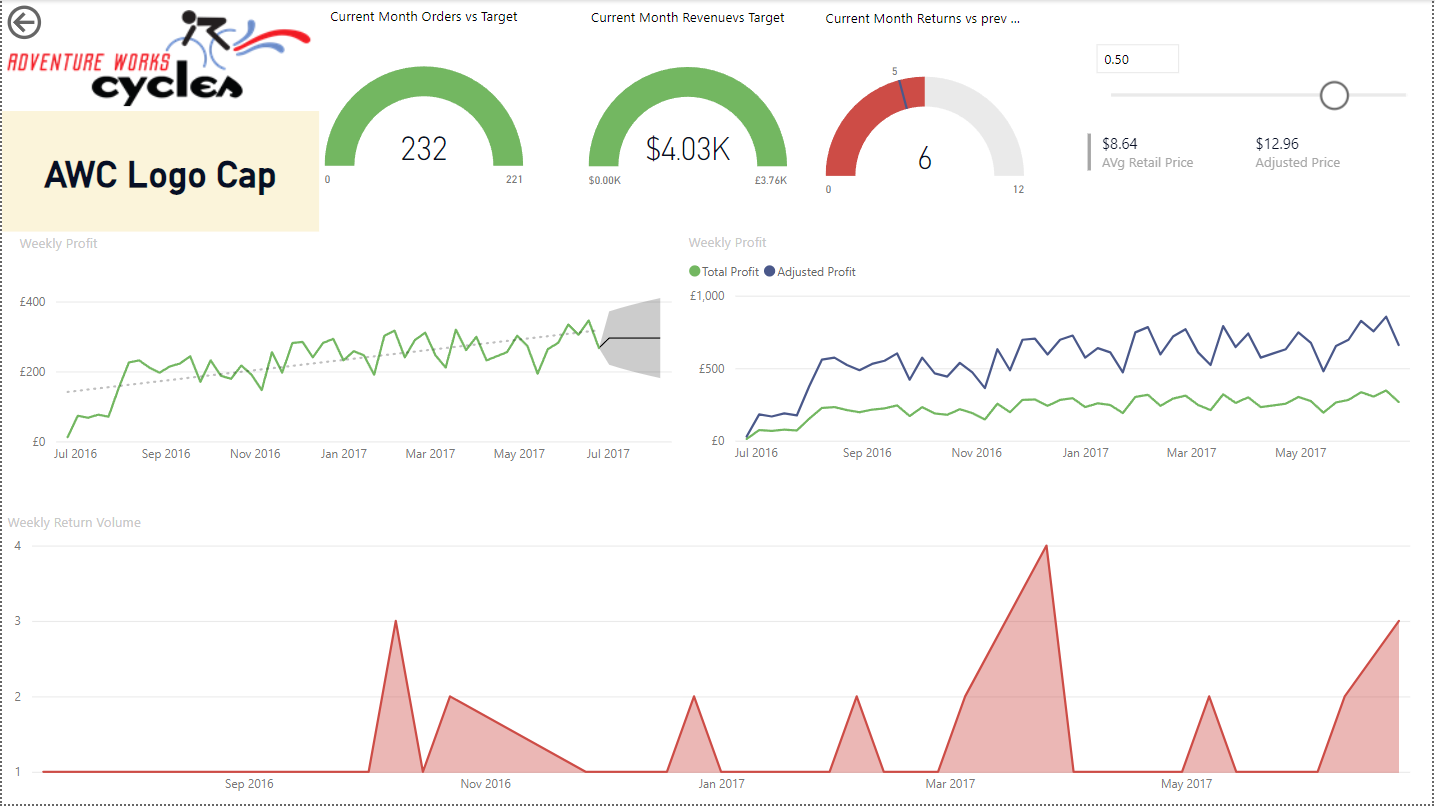 ADVENTURE WORKS
cycles
AWC Logo Cap
Current Month Orders vs Target
232
0
221
Current Month Revenuevs Target
$4.03K
$0.00K
£3.76K
Current Month Returns vs prev ...
5
6
0
12
0.50
$8.64
AVg Retail Price
$12.96
Adjusted Price
Weekly Profit
£400
£200
£0
Jul 2016 Sep 2016 Nov 2016 Jan 2017 Mar 2017 May 2017 Jul 2017
Weekly Profit
Total Profit Adjusted Profit
£1,000
£500
£0
Jul 2016 Sep 2016 Nov 2016 Jan 2017 Mar 2017 May 2017
Weekly Return Volume
4
3
2
1
Sep 2016 Nov 2016 Jan 2017 Mar 2017 May 2017